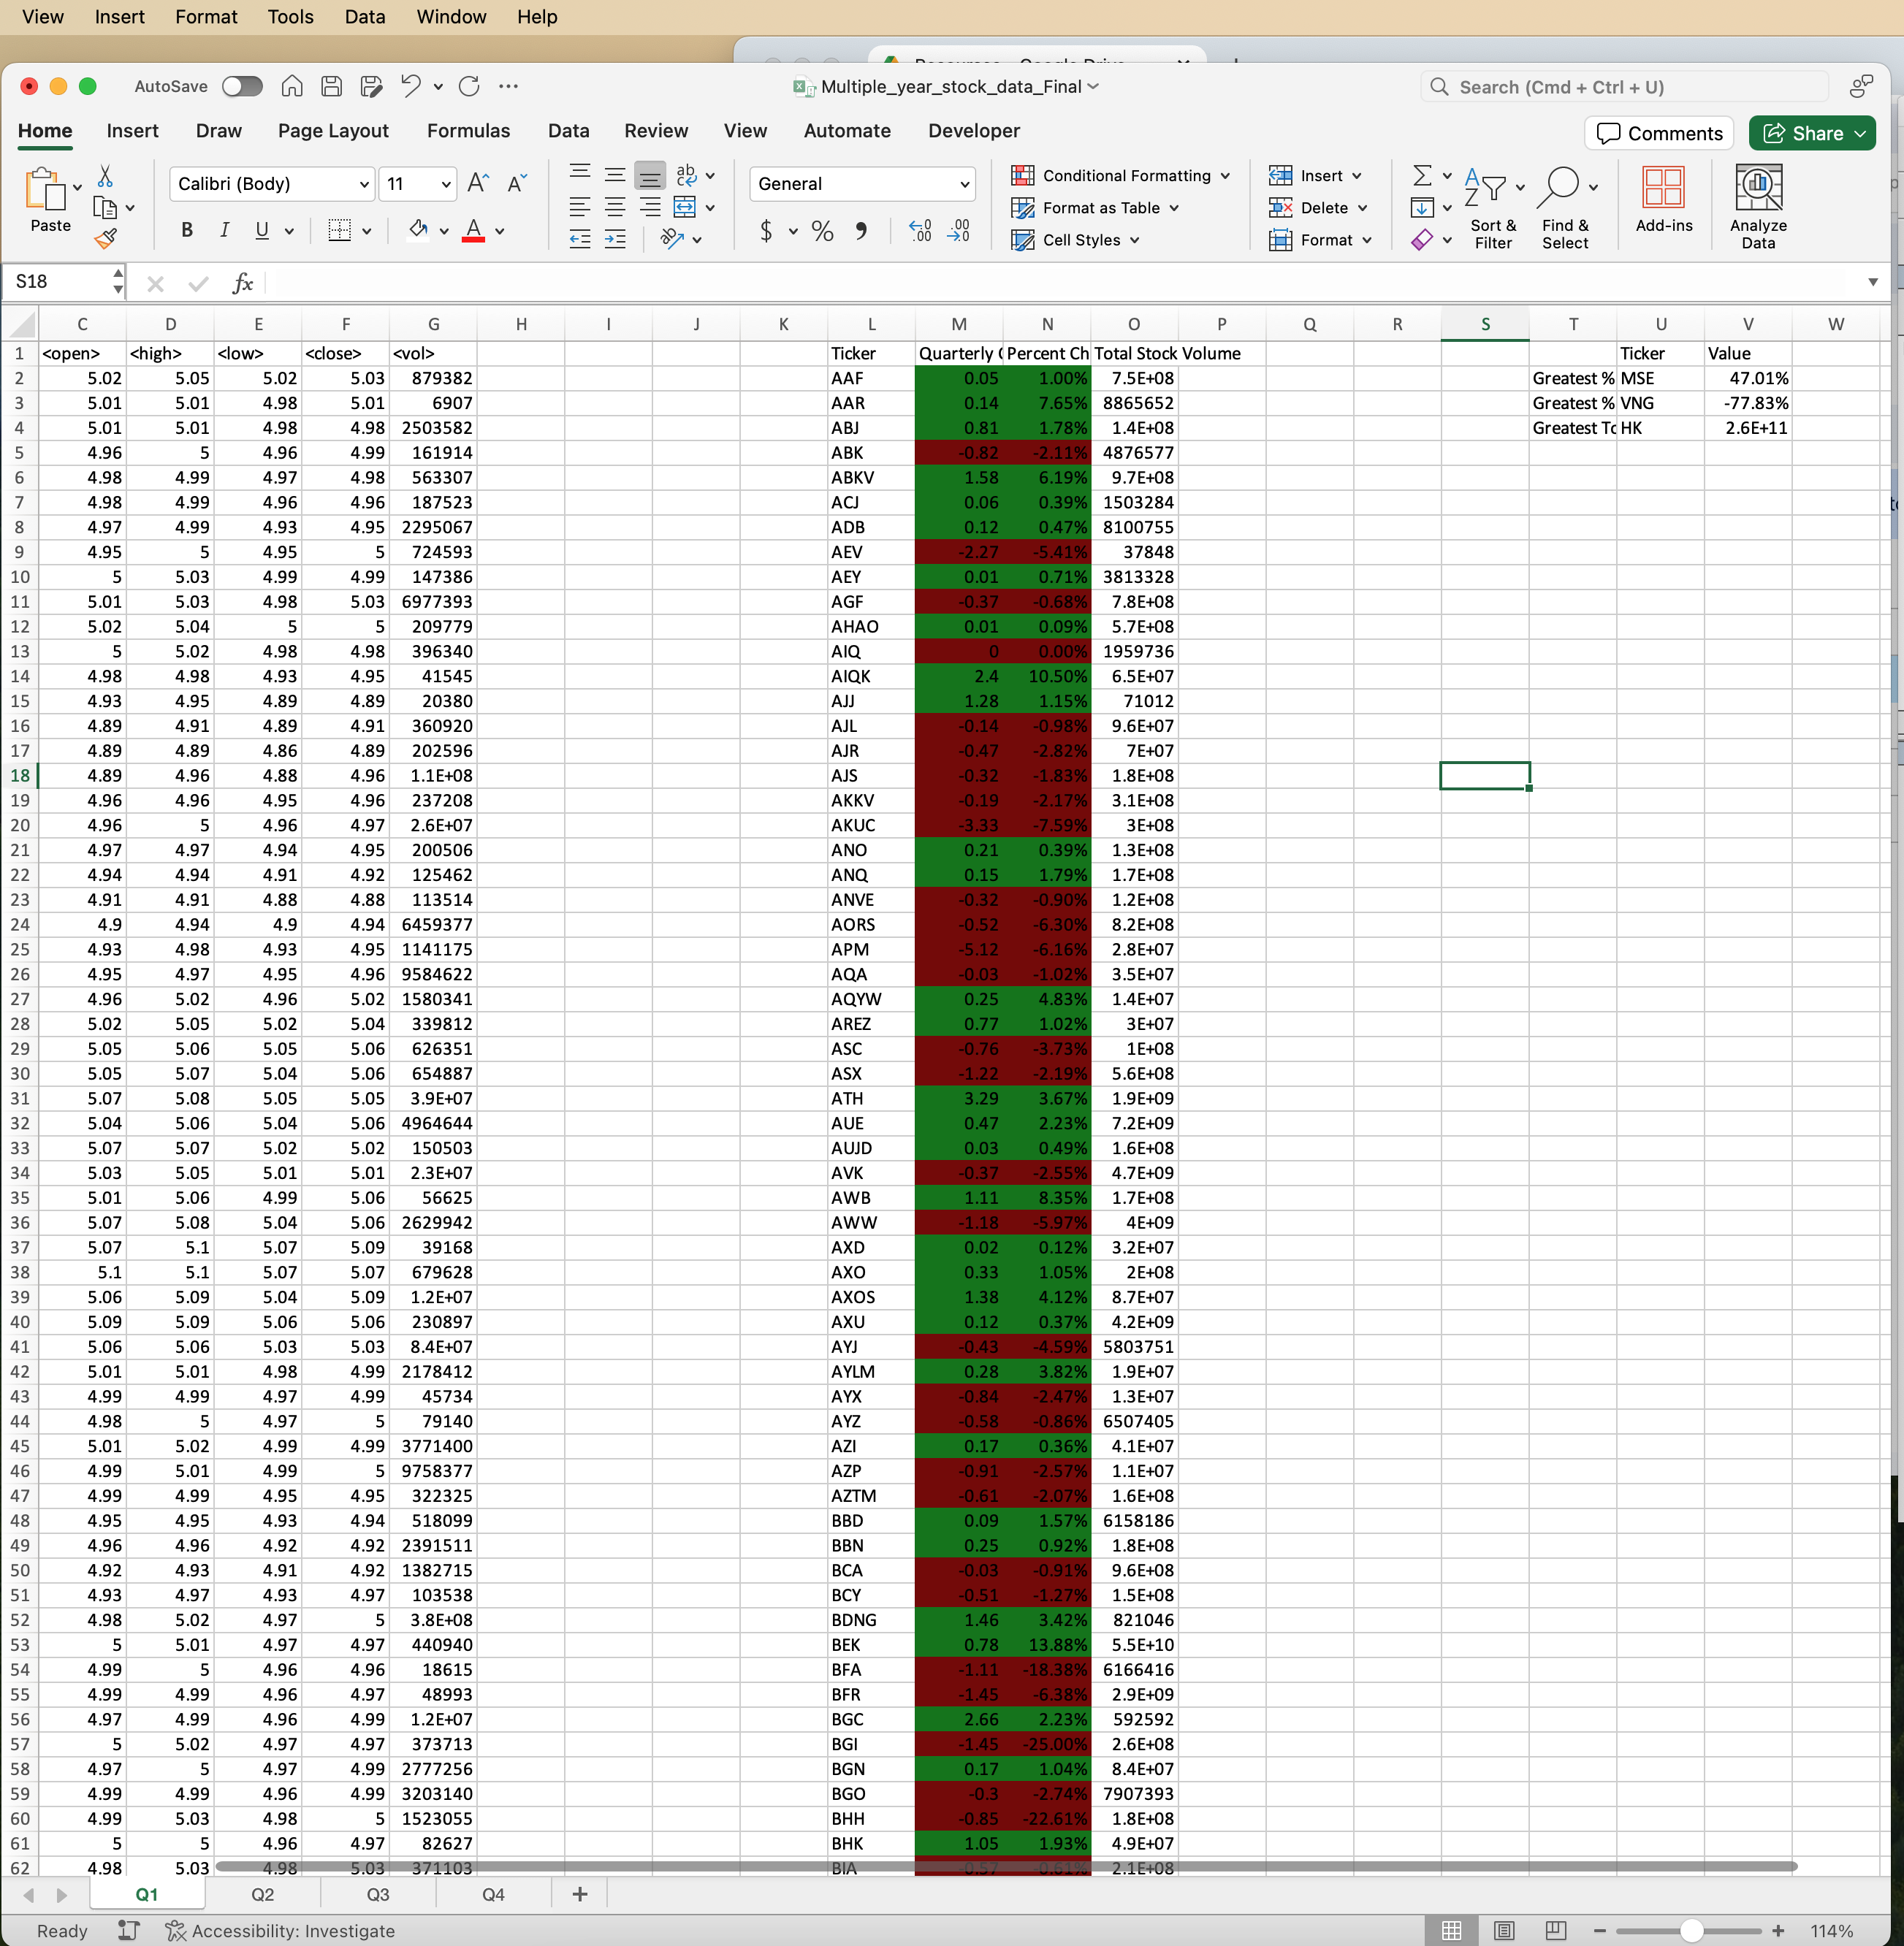 View Insert Format Tools Data Window Help
AutoSave Multiple_year_stock_data_Final Search (Cmd + Ctrl + U)
Home Insert Draw Page Layout Formulas Data Review View Automate Developer Comments Share
Paste Calibri (Body) 11 A A ab General Conditional Formatting Insert
B I U A $ % Format as Table Delete Sort & Filter Find & Select Add-ins Analyze Data
Cell Styles Format
S18 fx
C D E F G H I J K L M N O P Q R S T U V W
1 <open> <high> <low> <close> <vol> Ticker Quarterly Percent Ch Total Stock Volume Ticker Value
2 5.02 5.05 5.02 5.03 879382 AAF 0.05 1.00% 7.5E+08 Greatest % MSE 47.01%
3 5.01 5.01 4.98 5.01 6907 AAR 0.14 7.65% 8865652 Greatest % VNG -77.83%
4 5.01 5.01 4.98 4.98 2503582 ABJ 0.81 1.78% 1.4E+08 Greatest To HK 2.6E+11
5 4.96 5 4.96 4.99 161914 ABK -0.82 -2.11% 4876577
6 4.98 4.99 4.97 4.98 563307 ABKV 1.58 6.19% 9.7E+08
7 4.98 4.99 4.96 4.96 187523 ACJ 0.06 0.39% 1503284
8 4.97 4.99 4.93 4.95 2295067 ADB 0.12 0.47% 8100755
9 4.95 5 4.95 5 724593 AEV -2.27 -5.41% 37848
10 5 5.03 4.99 4.99 147386 AEY 0.01 0.71% 3813328
11 5.01 5.03 4.98 5.03 6977393 AGF -0.37 -0.68% 7.8E+08
12 5.02 5.04 5 5 209779 AHAO 0.01 0.09% 5.7E+08
13 5 5.02 4.98 4.98 396340 AIQ 0 0.00% 1959736
14 4.98 4.98 4.93 4.95 41545 AIQK 2.4 10.50% 6.5E+07
15 4.93 4.95 4.89 4.89 20380 AJJ 1.28 1.15% 71012
16 4.89 4.91 4.89 4.91 360920 AJL -0.14 -0.98% 9.6E+07
17 4.89 4.89 4.86 4.89 202596 AJR -0.47 -2.82% 7E+07
18 4.89 4.96 4.88 4.96 1.1E+08 AJS -0.32 -1.83% 1.8E+08
19 4.96 4.96 4.95 4.96 237208 AKKV -0.19 -2.17% 3.1E+08
20 4.96 5 4.96 4.97 2.6E+07 AKUC -3.33 -7.59% 3E+08
21 4.97 4.97 4.94 4.95 200506 ANO 0.21 0.39% 1.3E+08
22 4.94 4.94 4.91 4.92 125462 ANQ 0.15 1.79% 1.7E+08
23 4.91 4.91 4.88 4.88 113514 ANVE -0.32 -0.90% 1.2E+08
24 4.9 4.94 4.9 4.94 6459377 AORS -0.52 -6.30% 8.2E+08
25 4.93 4.98 4.93 4.95 1141175 APM -5.12 -6.16% 2.8E+07
26 4.95 4.97 4.95 4.96 9584622 AQA -0.03 -1.02% 3.5E+07
27 4.96 5.02 4.96 5.02 1580341 AQYW 0.25 4.83% 1.4E+07
28 5.02 5.05 5.02 5.04 339812 AREZ 0.77 1.02% 3E+07
29 5.05 5.06 5.05 5.06 626351 ASC -0.76 -3.73% 1E+08
30 5.05 5.07 5.04 5.06 654887 ASX -1.22 -2.19% 5.6E+08
31 5.07 5.08 5.05 5.05 3.9E+07 ATH 3.29 3.67% 1.9E+09
32 5.04 5.06 5.04 5.06 4964644 AUE 0.47 2.23% 7.2E+09
33 5.07 5.07 5.02 5.02 150503 AUJD 0.03 0.49% 1.6E+08
34 5.03 5.05 5.01 5.01 2.3E+07 AVK -0.37 -2.55% 4.7E+09
35 5.01 5.06 4.99 5.06 56625 AWB 1.11 8.35% 1.7E+08
36 5.07 5.08 5.04 5.06 2629942 AWW -1.18 -5.97% 4E+09
37 5.07 5.1 5.07 5.09 39168 AXD 0.02 0.12% 3.2E+07
38 5.1 5.1 5.07 5.07 679628 AXO 0.33 1.05% 2E+08
39 5.06 5.09 5.04 5.09 1.2E+07 AXOS 1.38 4.12% 8.7E+07
40 5.09 5.09 5.06 5.06 230897 AXU 0.12 0.37% 4.2E+09
41 5.06 5.06 5.03 5.03 8.4E+07 AYJ -0.43 -4.59% 5803751
42 5.01 5.01 4.98 4.99 2178412 AYLM 0.28 3.82% 1.9E+07
43 4.99 4.99 4.97 4.99 45734 AYX -0.84 -2.47% 1.3E+07
44 4.98 5 4.97 5 79140 AYZ -0.58 -0.86% 6507405
45 5.01 5.02 4.99 4.99 3771400 AZI 0.17 0.36% 4.1E+07
46 4.99 5.01 4.99 5 9758377 AZP -0.91 -2.57% 1.1E+07
47 4.99 4.99 4.95 4.95 322325 AZTM -0.61 -2.07% 1.6E+08
48 4.95 4.95 4.93 4.94 518099 BBD 0.09 1.57% 6158186
49 4.96 4.96 4.92 4.92 2391511 BBN 0.25 0.92% 1.8E+08
50 4.92 4.93 4.91 4.92 1382715 BCA -0.03 -0.91% 9.6E+08
51 4.93 4.97 4.93 4.97 103538 BCY -0.51 -1.27% 1.5E+08
52 4.98 5.02 4.97 5 3.8E+08 BDNG 1.46 3.42% 821046
53 5 5.01 4.97 4.97 440940 BEK 0.78 13.88% 5.5E+10
54 4.99 5 4.96 4.96 18615 BFA -1.11 -18.38% 6166416
55 4.99 4.99 4.96 4.97 48993 BFR -1.45 -6.38% 2.9E+09
56 4.97 4.99 4.96 4.99 1.2E+07 BGC 2.66 2.23% 592592
57 5 5.02 4.97 4.97 373713 BGI -1.45 -25.00% 2.6E+08
58 4.97 5 4.97 4.99 2777256 BGN 0.17 1.04% 8.4E+07
59 4.99 4.99 4.96 4.99 3203140 BGO -0.3 -2.74% 7907393
60 4.99 5.03 4.98 5 1523055 BHH -0.85 -22.61% 1.8E+08
61 5 5 4.96 4.97 82627 BHK 1.05 1.93% 4.9E+07
62 4.98 5.03 4.98 5.03 371103 BIA -0.57 -0.61% 2.1E+08
Q1 Q2 Q3 Q4 +
Ready Accessibility: Investigate 114%